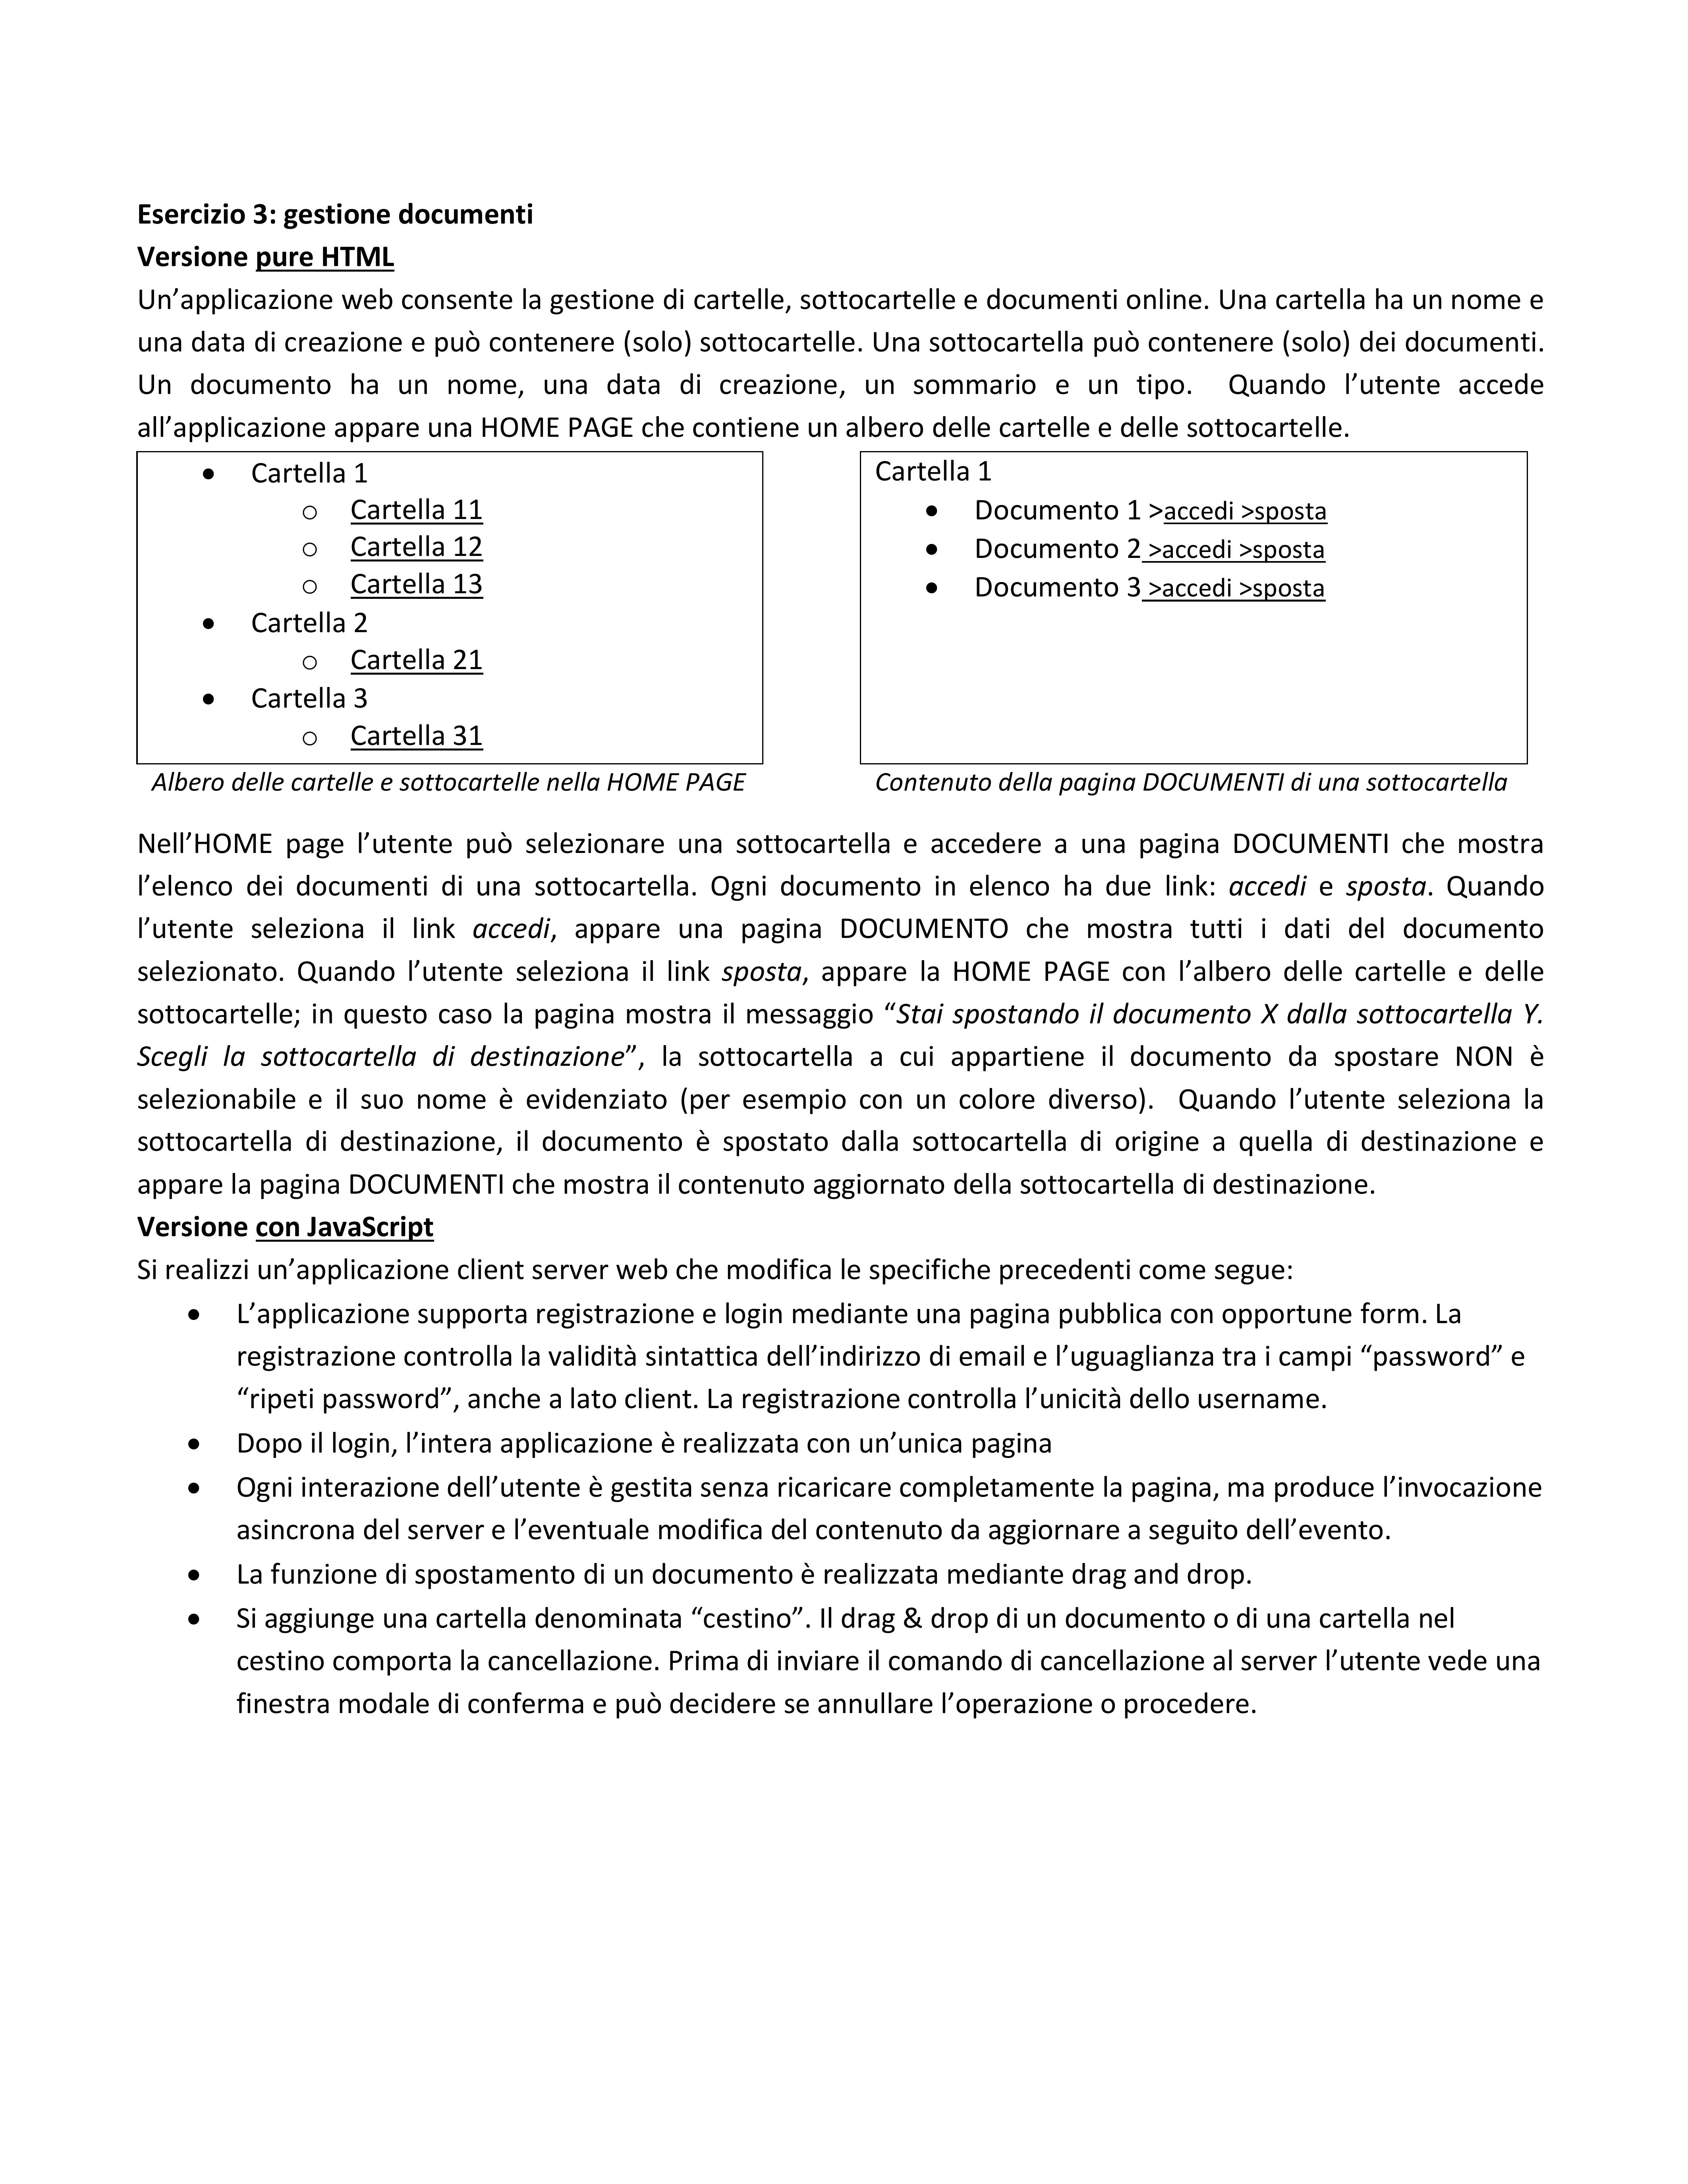 Esercizio 3: gestione documenti
Versione pure HTML
Un’applicazione web consente la gestione di cartelle, sottocartelle e documenti online. Una cartella ha un nome e
una data di creazione e può contenere (solo) sottocartelle. Una sottocartella può contenere (solo) dei documenti.
Un documento ha un nome, una data di creazione, un sommario e un tipo. Quando l’utente accede
all’applicazione appare una HOME PAGE che contiene un albero delle cartelle e delle sottocartelle.
• Cartella 1
o Cartella 11
o Cartella 12
o Cartella 13
• Cartella 2
o Cartella 21
• Cartella 3
o Cartella 31
Albero delle cartelle e sottocartelle nella HOME PAGE
Cartella 1
• Documento 1 >accedi >sposta
• Documento 2 >accedi >sposta
• Documento 3 >accedi >sposta
Contenuto della pagina DOCUMENTI di una sottocartella
Nell’HOME page l’utente può selezionare una sottocartella e accedere a una pagina DOCUMENTI che mostra
l’elenco dei documenti di una sottocartella. Ogni documento in elenco ha due link: accedi e sposta. Quando
l’utente seleziona il link accedi, appare una pagina DOCUMENTO che mostra tutti i dati del documento
selezionato. Quando l’utente seleziona il link sposta, appare la HOME PAGE con l’albero delle cartelle e delle
sottocartelle; in questo caso la pagina mostra il messaggio “Stai spostando il documento X dalla sottocartella Y.
Scegli la sottocartella di destinazione”, la sottocartella a cui appartiene il documento da spostare NON è
selezionabile e il suo nome è evidenziato (per esempio con un colore diverso). Quando l’utente seleziona la
sottocartella di destinazione, il documento è spostato dalla sottocartella di origine a quella di destinazione e
appare la pagina DOCUMENTI che mostra il contenuto aggiornato della sottocartella di destinazione.
Versione con JavaScript
Si realizzi un’applicazione client server web che modifica le specifiche precedenti come segue:
• L’applicazione supporta registrazione e login mediante una pagina pubblica con opportune form. La
registrazione controlla la validità sintattica dell’indirizzo di email e l’uguaglianza tra i campi “password” e
“ripeti password”, anche a lato client. La registrazione controlla l’unicità dello username.
• Dopo il login, l’intera applicazione è realizzata con un’unica pagina
• Ogni interazione dell’utente è gestita senza ricaricare completamente la pagina, ma produce l’invocazione
asincrona del server e l’eventuale modifica del contenuto da aggiornare a seguito dell’evento.
• La funzione di spostamento di un documento è realizzata mediante drag and drop.
• Si aggiunge una cartella denominata “cestino”. Il drag & drop di un documento o di una cartella nel
cestino comporta la cancellazione. Prima di inviare il comando di cancellazione al server l’utente vede una
finestra modale di conferma e può decidere se annullare l’operazione o procedere.